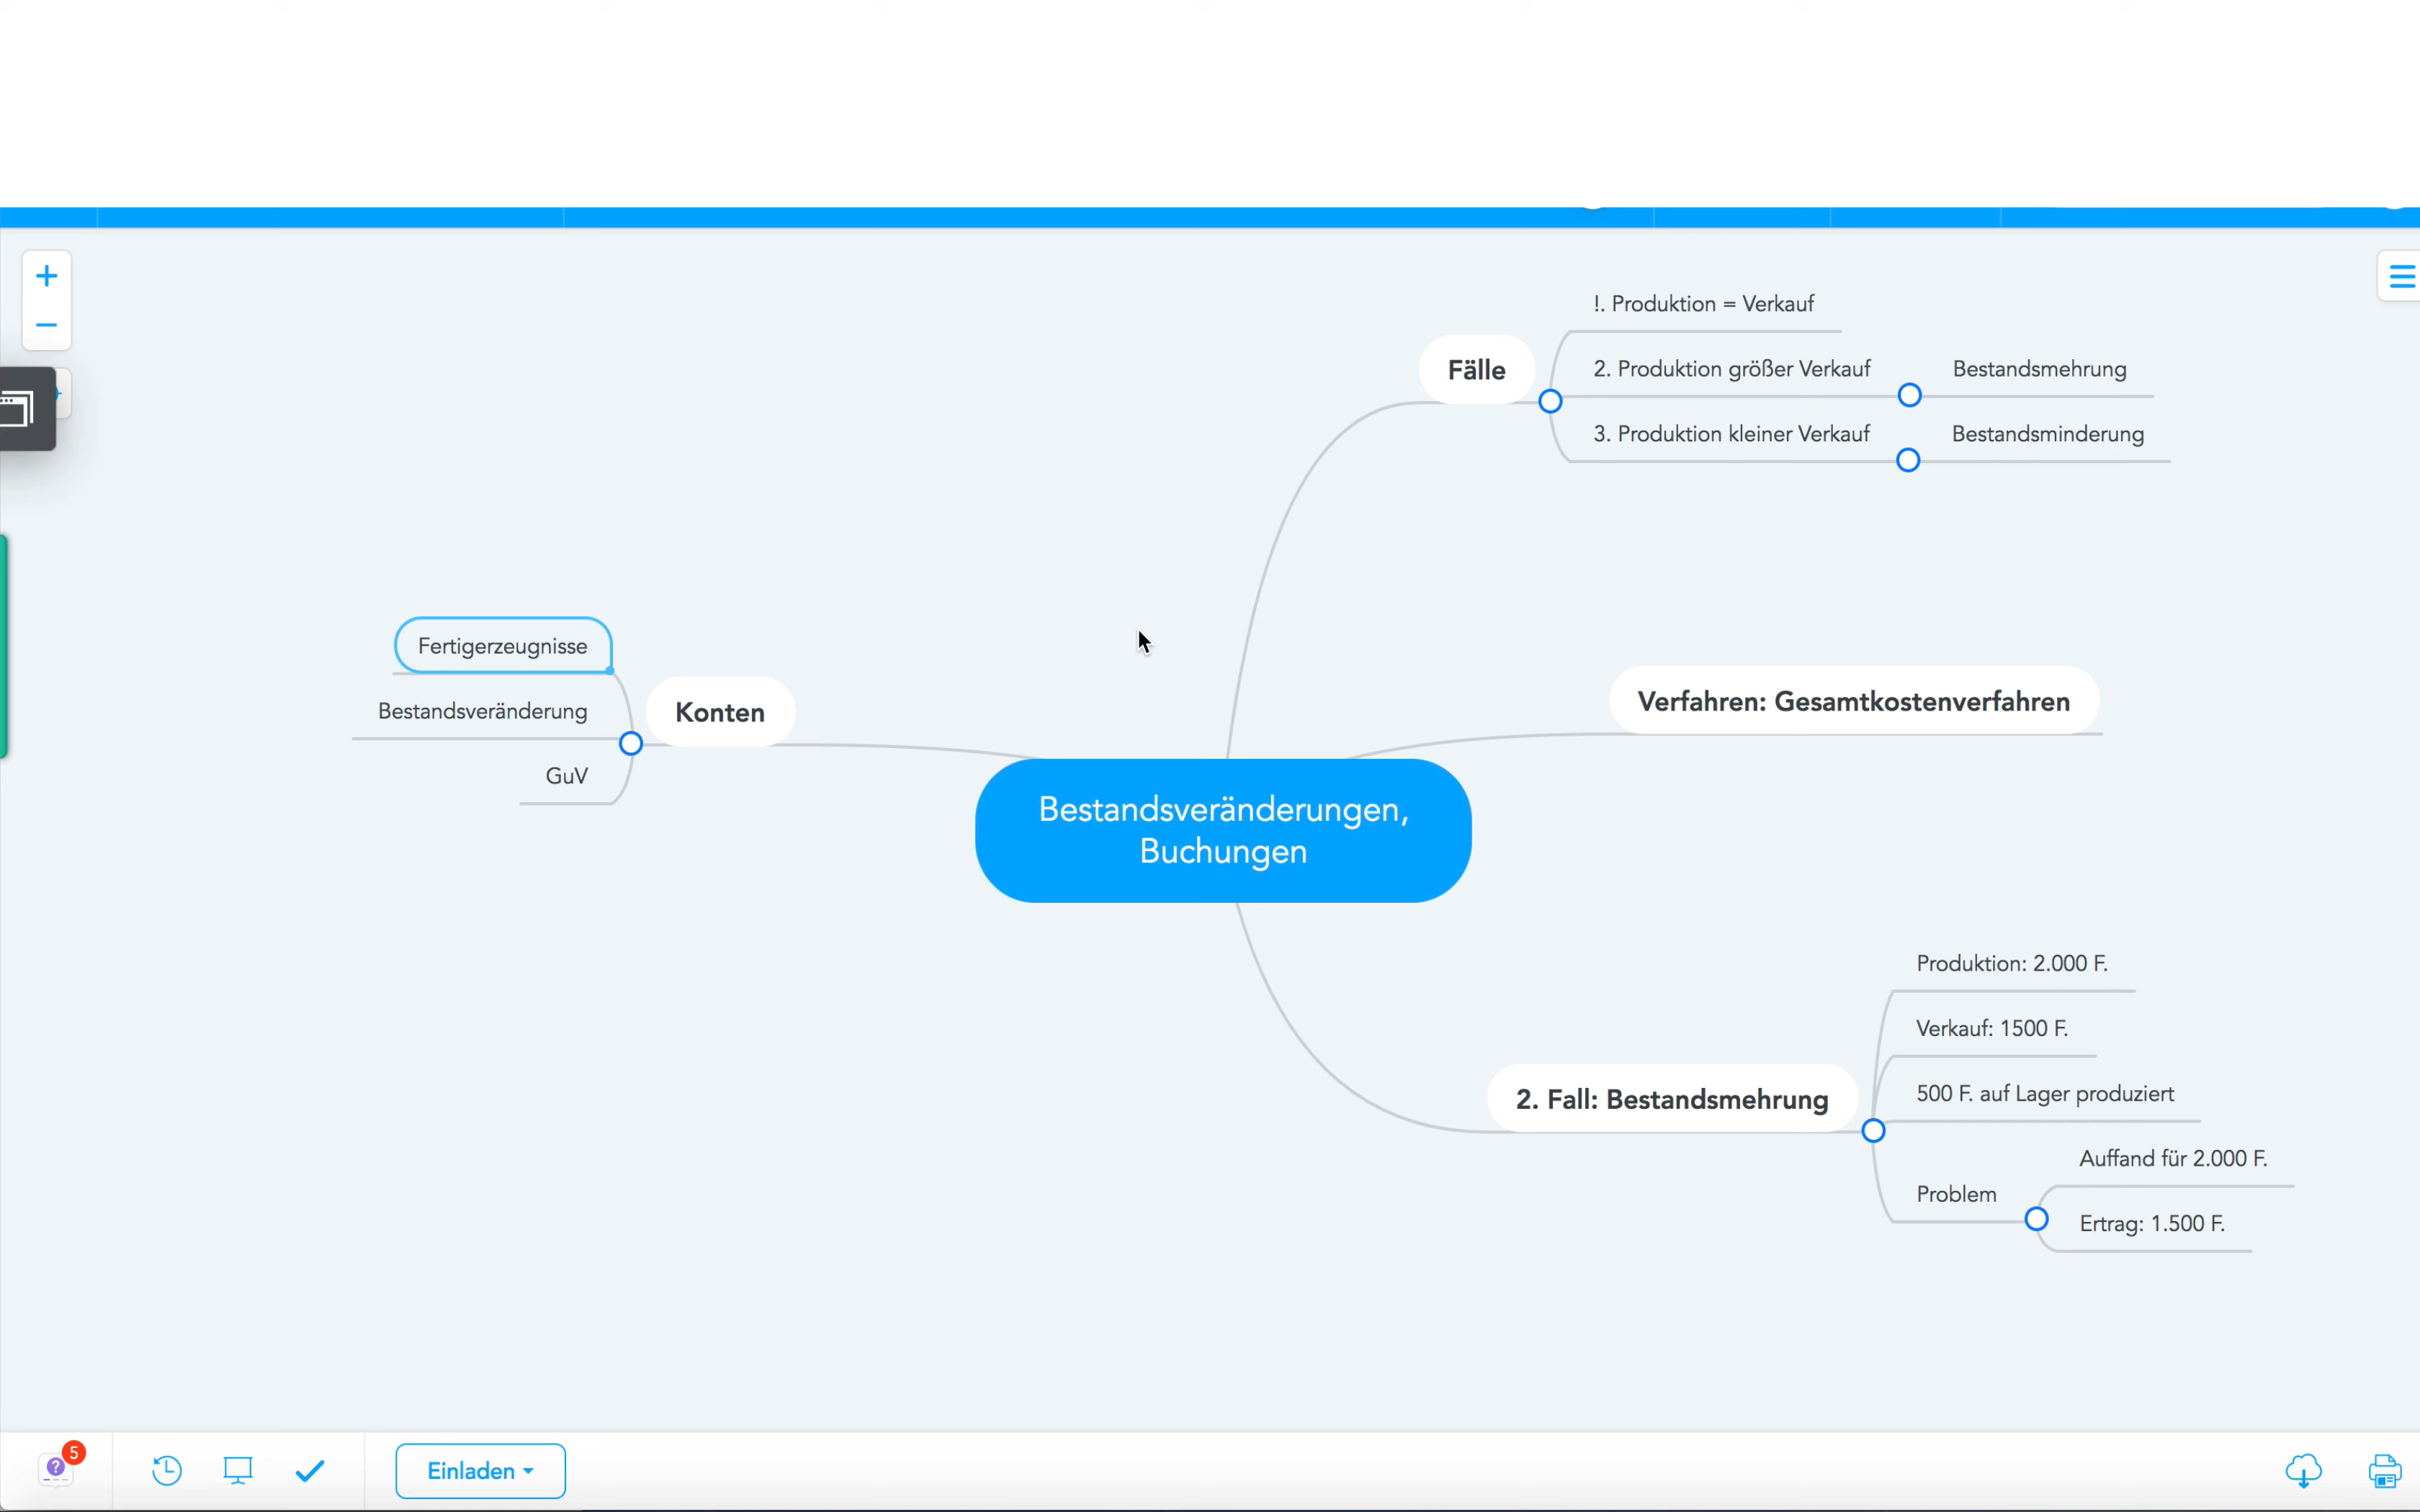 !. Produktion = Verkauf
Fälle
2. Produktion größer Verkauf
Bestandsmehrung
3. Produktion kleiner Verkauf
Bestandsminderung
Fertigerzeugnisse
Bestandsveränderung
GuV
Konten
Verfahren: Gesamtkostenverfahren
Bestandsveränderungen,
Buchungen
2. Fall: Bestandsmehrung
Produktion: 2.000 F.
Verkauf: 1500 F.
500 F. auf Lager produziert
Problem
Auffand für 2.000 F.
Ertrag: 1.500 F.
?
5
Einladen